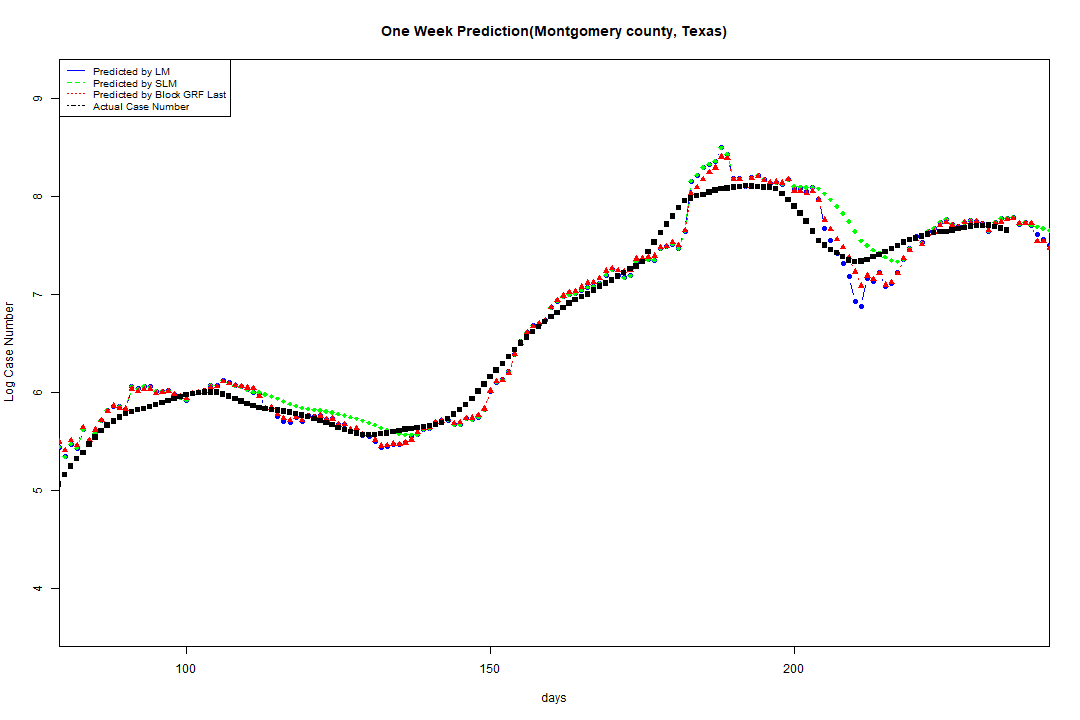 One Week Prediction(Montgomery county, Texas)
Predicted by LM
Predicted by SLM
Predicted by Block GRF Last
Actual Case Number
9
8
7
6
5
4
Log Case Number
100
150
200
days